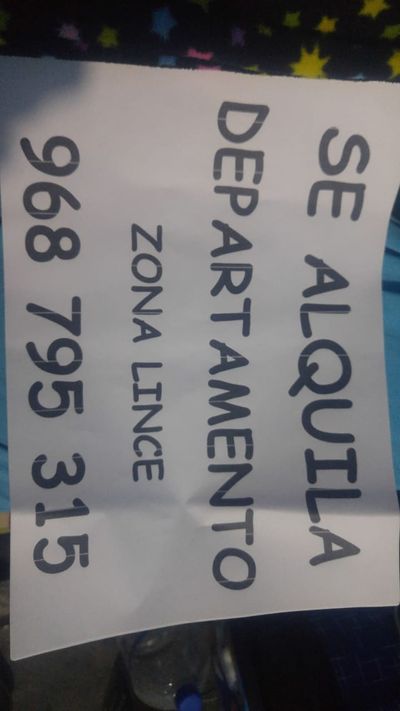 SE ALQUILA
DEPARTAMENTO
ZONA LINCE
968 795 315